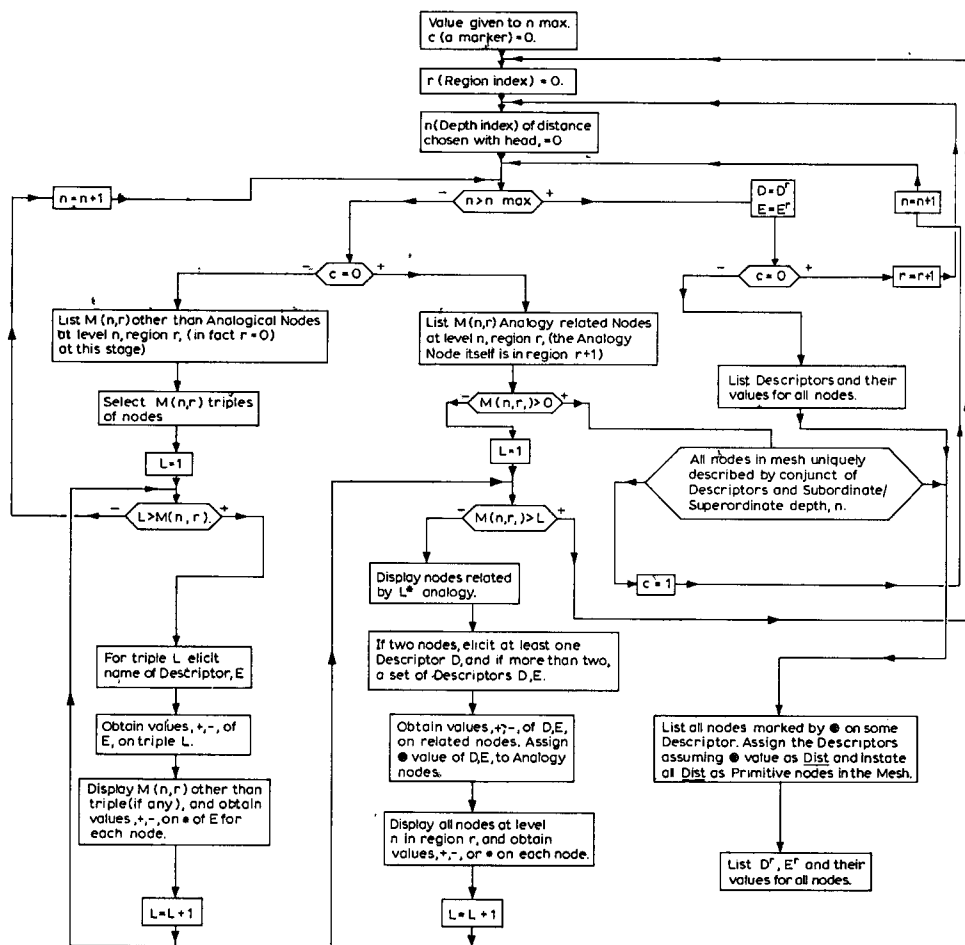 Value given to n max.
c (a marker) = 0.
r (Region index) = 0.
n (Depth index) of distance
chosen with head, = 0
n = n+1
- n > n max +
D = Dʳ
E = Eʳ
n = n+1
- c = 0 +
- c = 0 +
r = r+1
List M (n,r) other than Analogical Nodes
at level n, region r, (in fact r = 0)
at this stage)
List M (n,r) Analogy related Nodes
at level n, region r, (the Analogy
Node itself is in region r+1)
List Descriptors and their
values for all nodes.
Select M (n,r) triples
of nodes
- M (n,r,) > 0 +
L = 1
L = 1
All nodes in mesh uniquely
described by conjunct of
Descriptors and Subordinate/
Superordinate depth, n.
- +
- L > M (n, r). +
- M (n,r,) > L +
c = 1
Display nodes related
by L* analogy.
If two nodes, elicit at least one
Descriptor D, and if more than two,
a set of Descriptors D, E.
For triple L elicit
name of Descriptor, E
Obtain values, +, -, of
E, on triple L.
Obtain values, +, -, of D, E,
on related nodes. Assign
● value of D, E, to Analogy
nodes.
List all nodes marked by ● on some
Descriptor. Assign the Descriptors
assuming ● value as Dist and Instate
all Dist as Primitive nodes in the Mesh.
Display M (n,r) other than
triple (if any), and obtain
values, +, -, on * of E for
each node.
Display all nodes at level
n in region r, and obtain
values, +, -, or * on each node.
List Dʳ, Eʳ and their
values for all nodes.
L = L + 1
L = L + 1